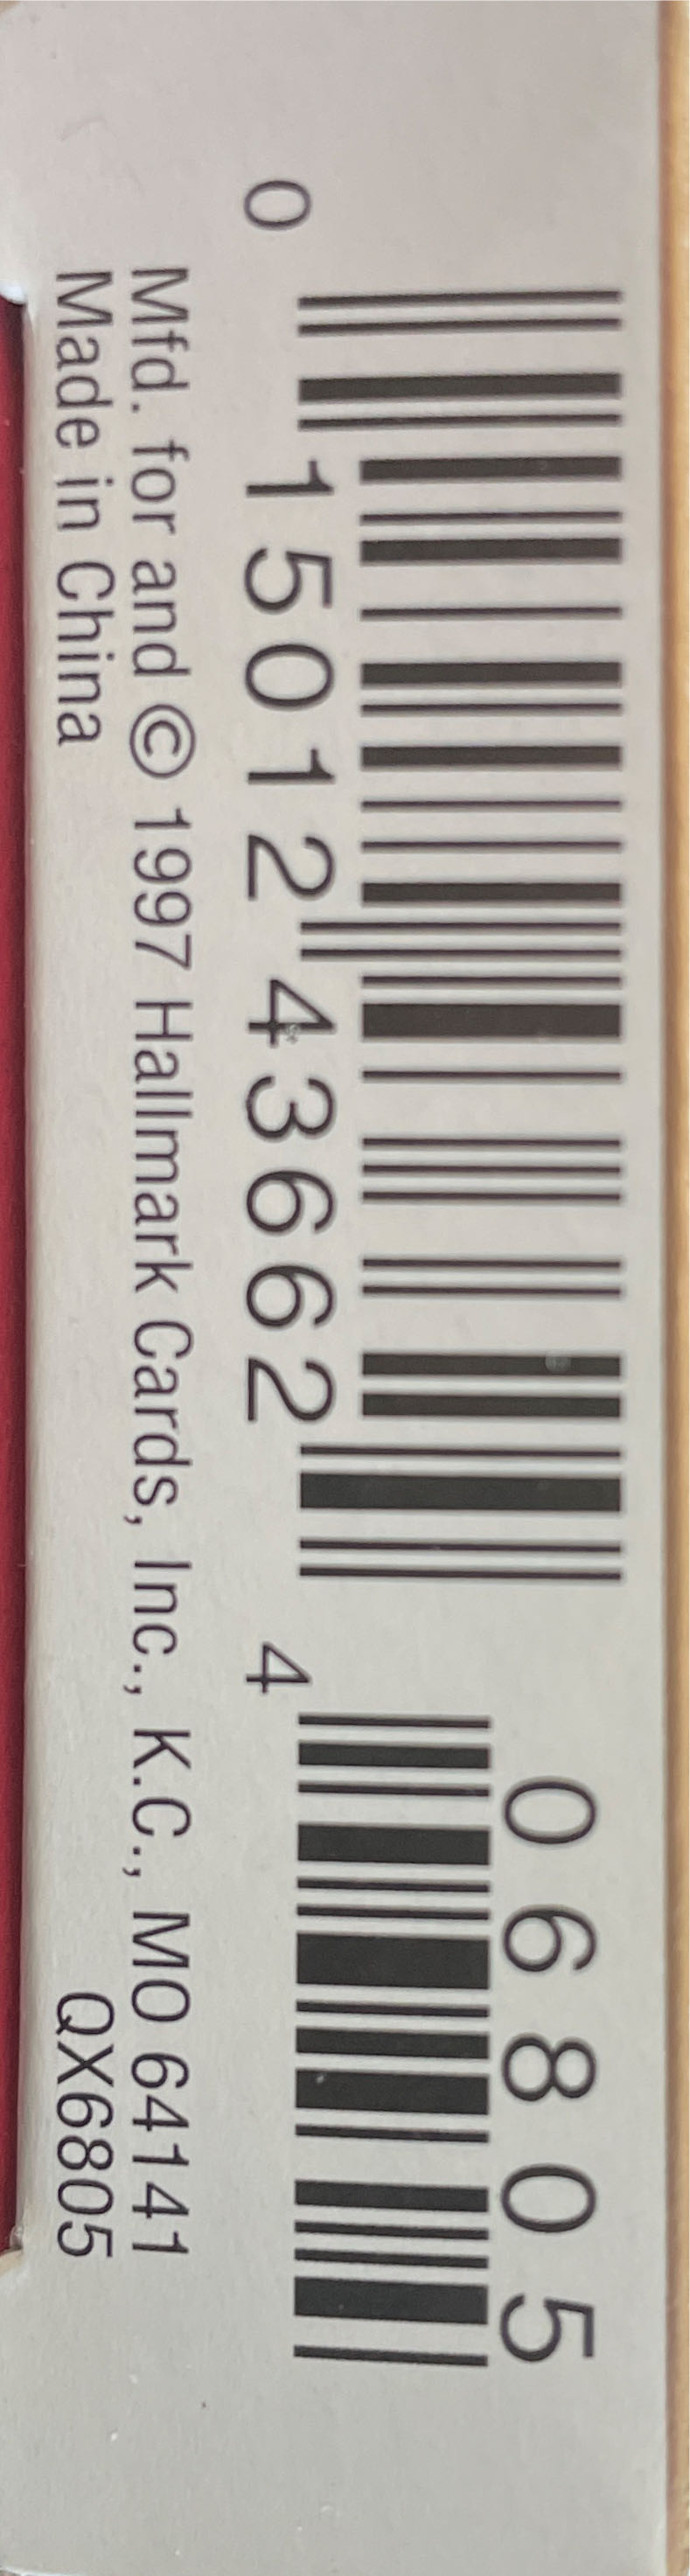 06805
0 15012 43662 4
Mfd. for and © 1997 Hallmark Cards, Inc., K.C., MO 64141
Made in China QX6805